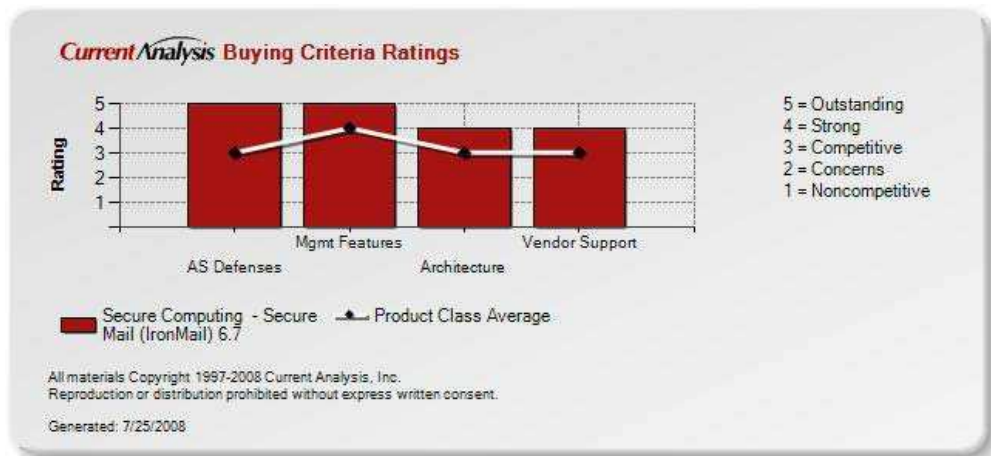 Current Analysis Buying Criteria Ratings
Rating
5
4
3
2
1
Mgmt Features
Vendor Support
AS Defenses
Architecture
5 = Outstanding
4 = Strong
3 = Competitive
2 = Concerns
1 = Noncompetitive
Secure Computing - Secure
Mail (IronMail) 6.7
Product Class Average
All materials Copyright 1997-2008 Current Analysis, Inc.
Reproduction or distribution prohibited without express written consent.
Generated: 7/25/2008